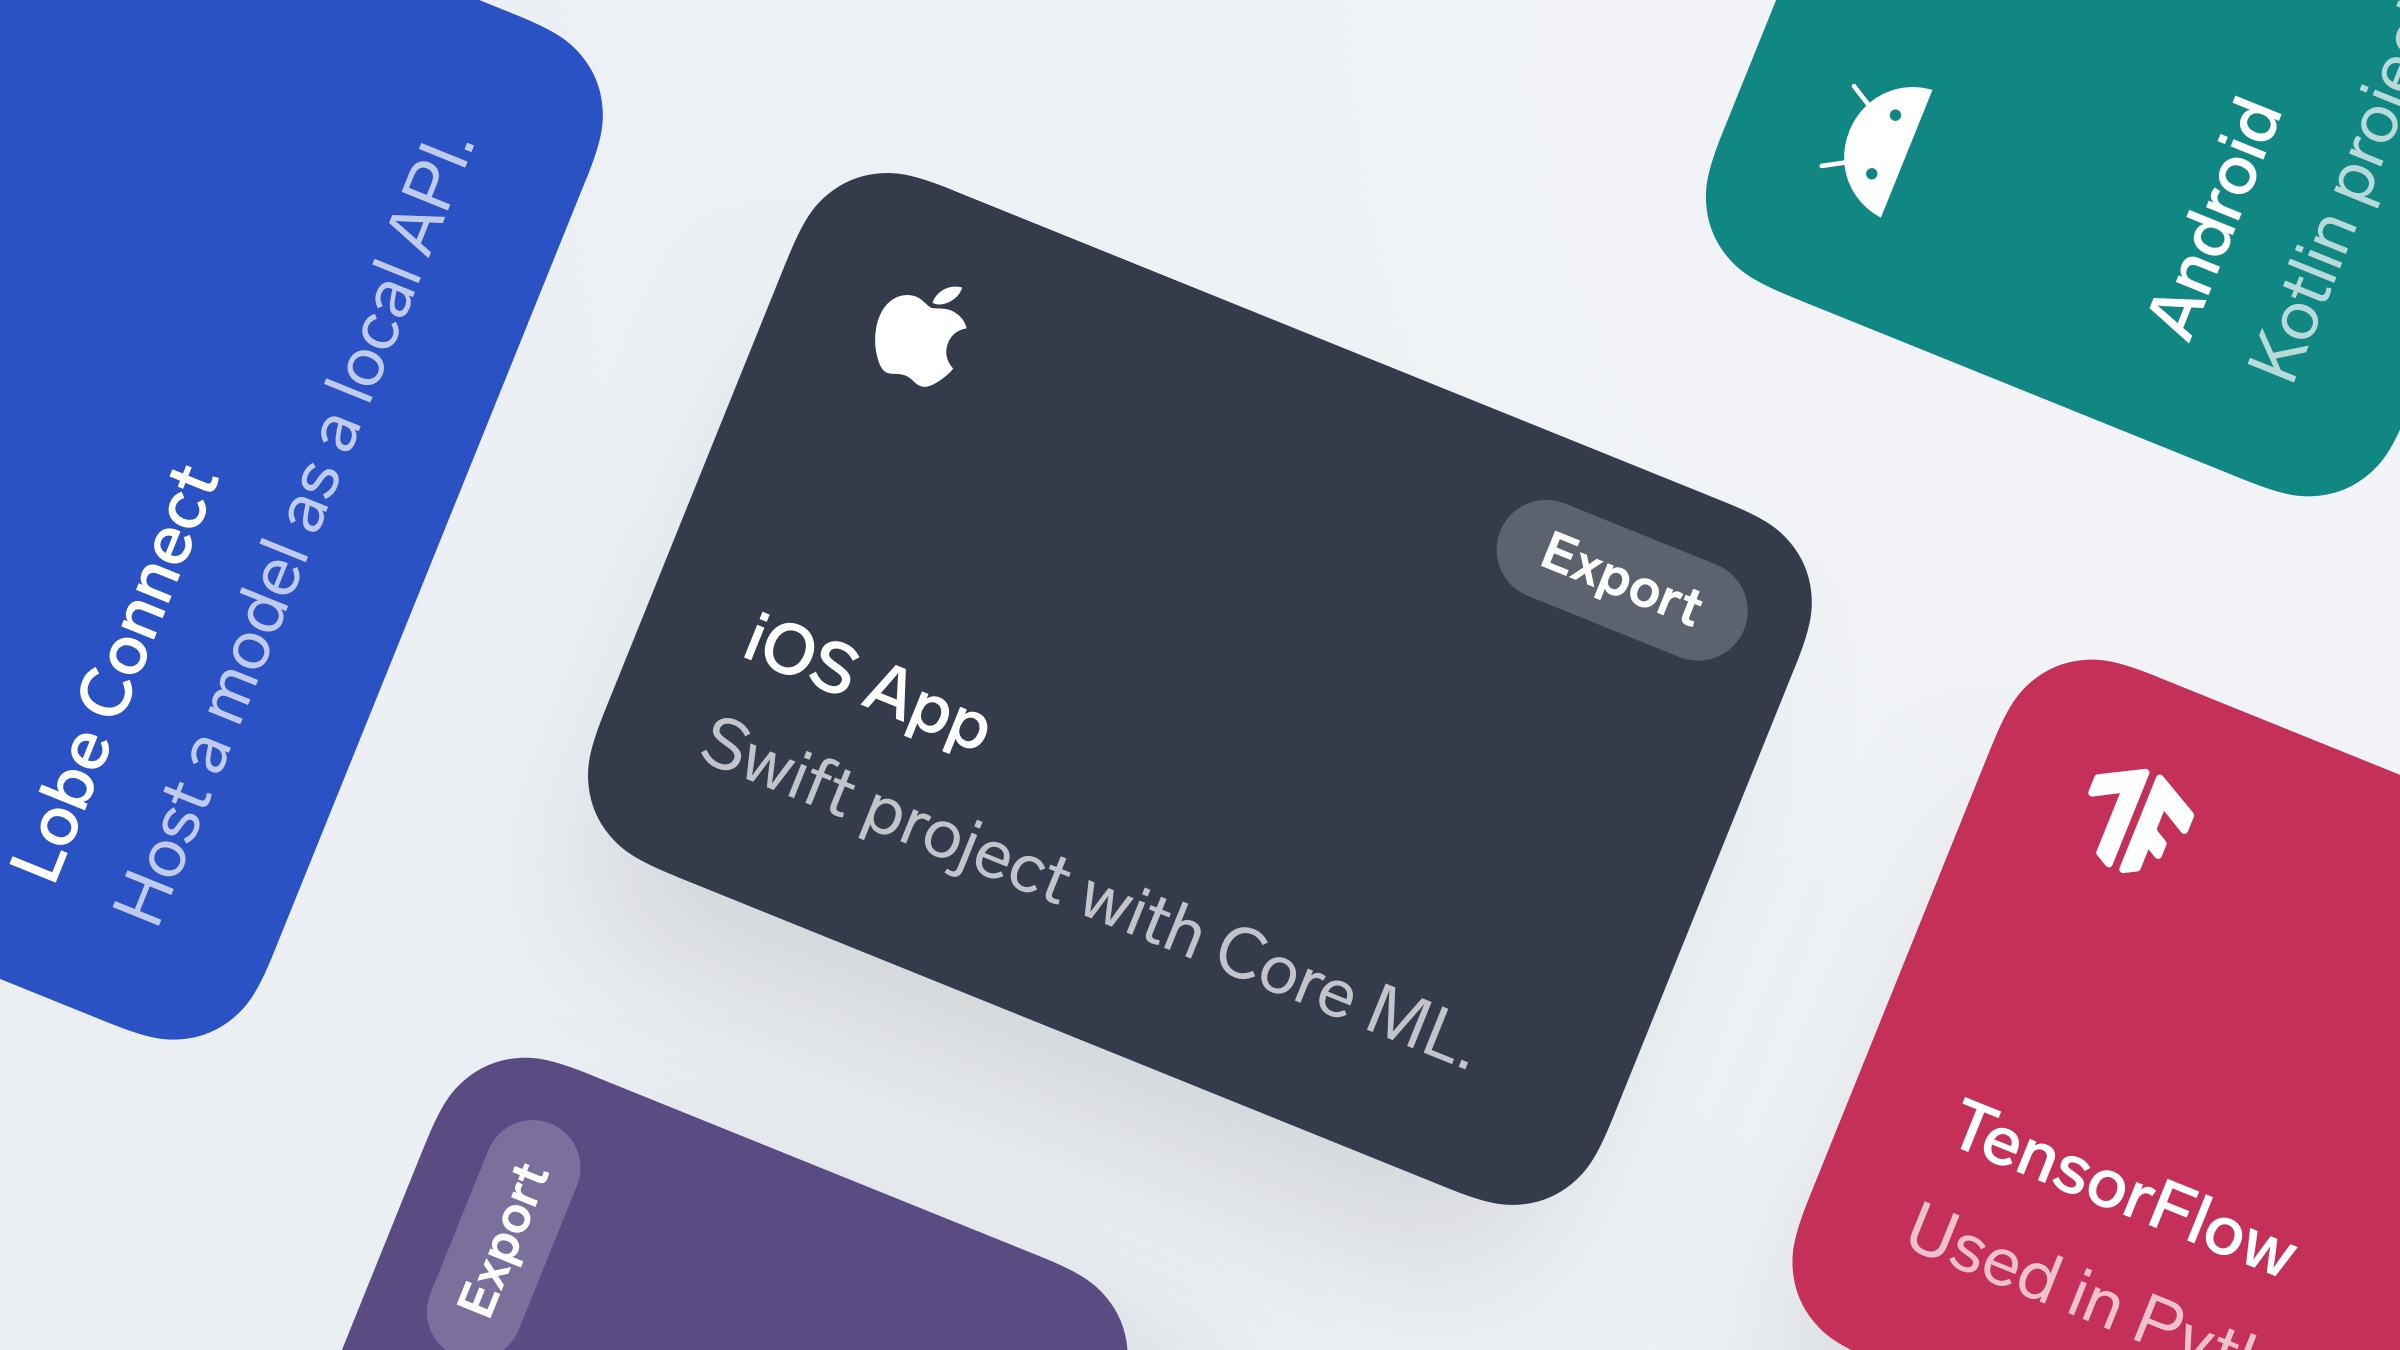 Lobe Connect
Host a model as a local API.
iOS App
Swift project with Core ML.
Export
Android
Kotlin
TensorFlow
Used in
Export